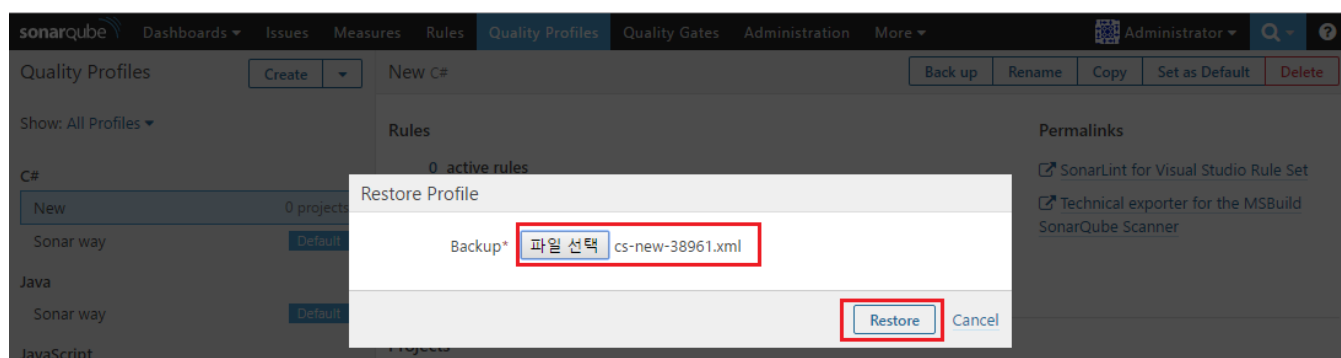 sonarqube Dashboards Issues Measures Rules Quality Profiles Quality Gates Administration More Administrator
Quality Profiles Create New C# Back up Rename Copy Set as Default Delete
Show: All Profiles
Rules Permalinks
0 active rules
C# SonarLint for Visual Studio Rule Set
Restore Profile
New 0 projects Technical exporter for the MSBuild
SonarQube Scanner
Sonar way Default
Backup* 파일 선택 cs-new-38961.xml
Java
Sonar way Default
Restore Cancel
JavaScript
Projects